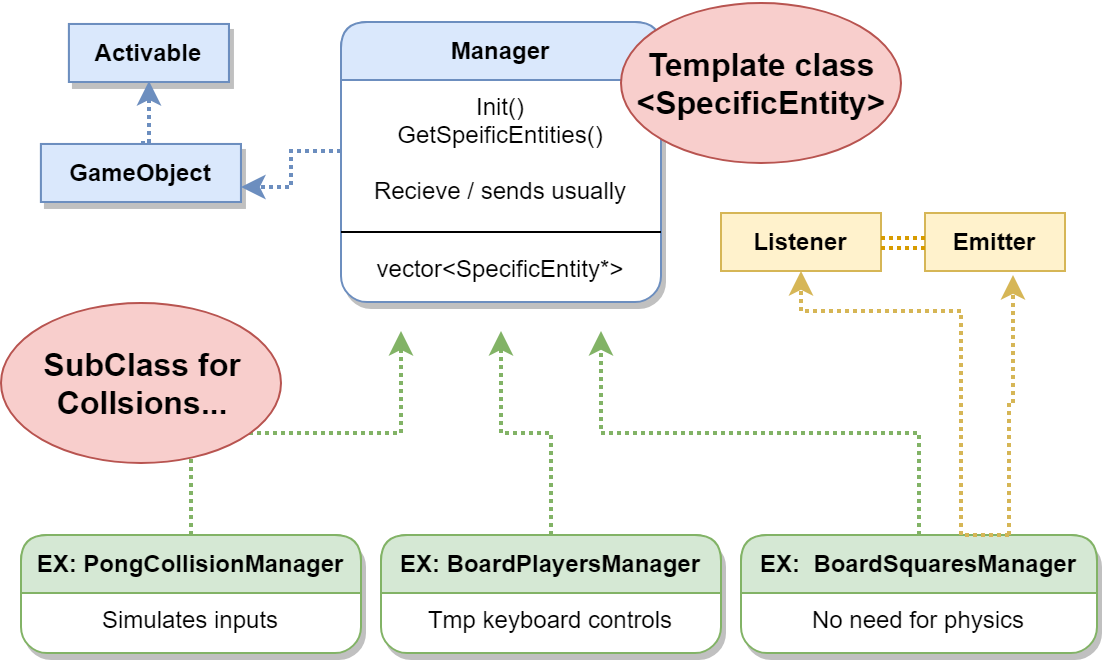 Activable
GameObject
Manager
Init()
GetSpeificEntities()
Recieve / sends usually
vector<SpecificEntity*>
Template class
<SpecificEntity>
Listener
Emitter
SubClass for
Collsions...
EX: PongCollisionManager
Simulates inputs
EX: BoardPlayersManager
Tmp keyboard controls
EX:  BoardSquaresManager
No need for physics